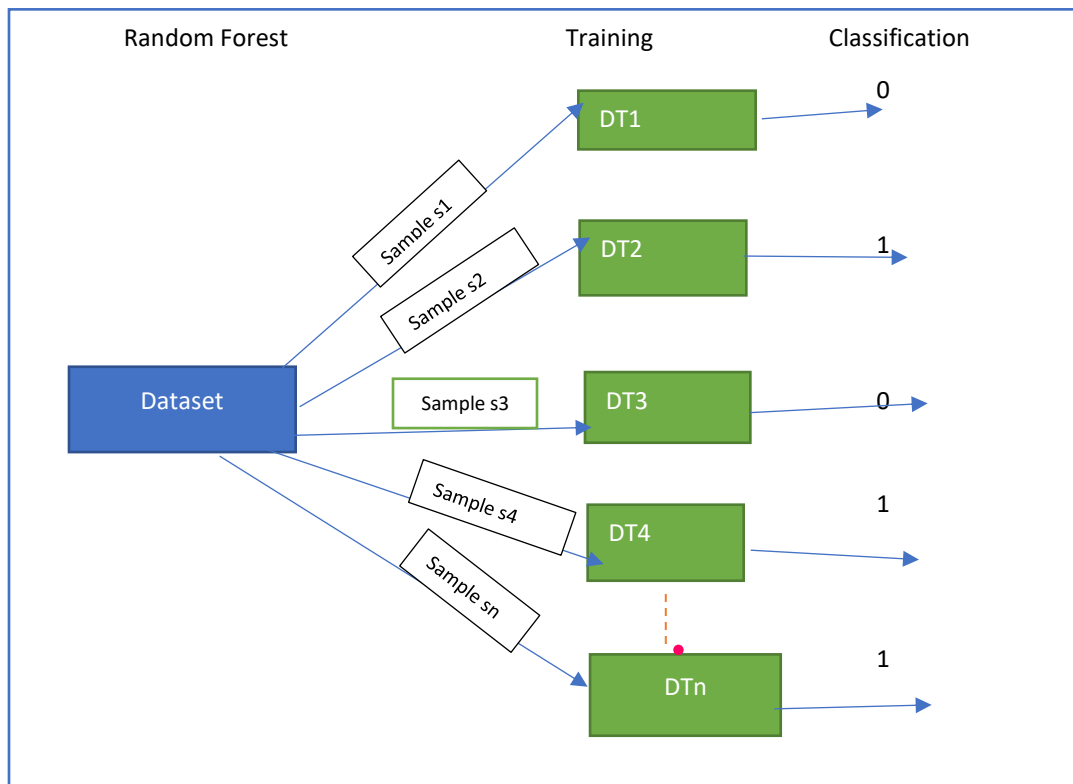 Random Forest Training Classification
0
DT1
Sample s1
1
DT2
Sample s2
Dataset
Sample s3
DT3
0
Sample s4
1
DT4
Sample sn
1
DTn